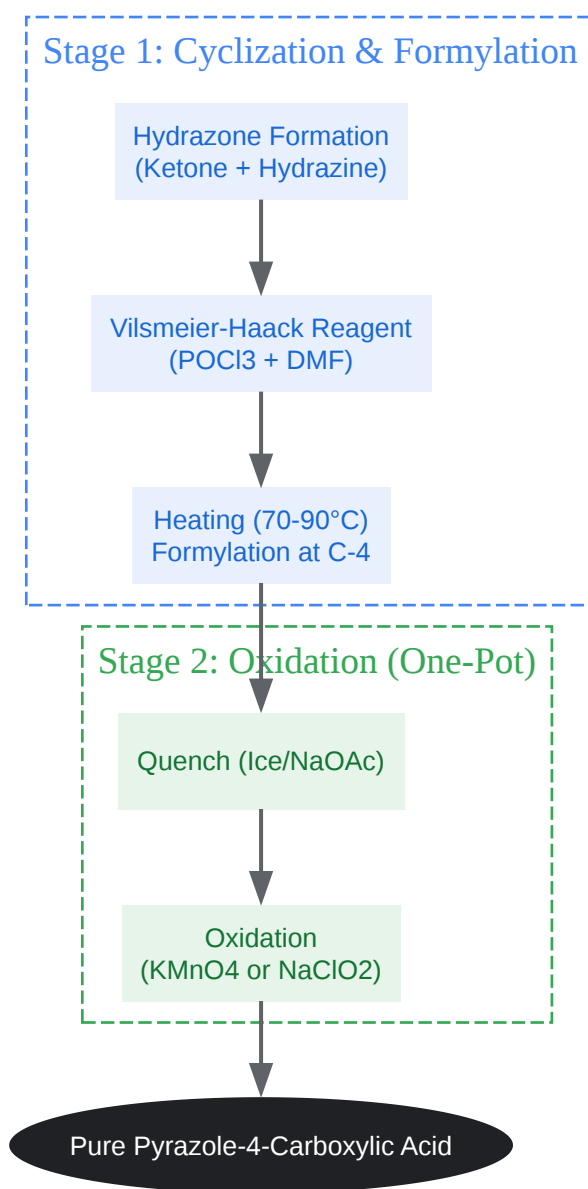 Stage 1: Cyclization & Formylation
Hydrazone Formation
(Ketone + Hydrazine)
Vilsmeier-Haack Reagent
(POCl3 + DMF)
Heating (70-90°C)
Formylation at C-4
Stage 2: Oxidation (One-Pot)
Quench (Ice/NaOAc)
Oxidation
(KMnO4 or NaClO2)
Pure Pyrazole-4-Carboxylic Acid